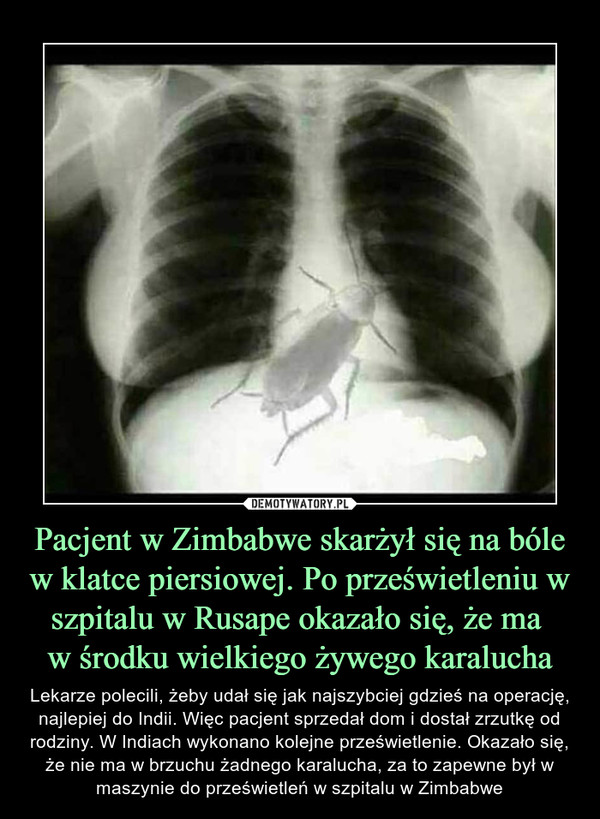 DEMOTYWATORY.PL
Pacjent w Zimbabwe skarżył się na bóle
w klatce piersiowej. Po prześwietleniu w
szpitalu w Rusape okazało się, że ma
w środku wielkiego żywego karalucha
Lekarze polecili, żeby udał się jak najszybciej gdzieś na operację,
najlepiej do Indii. Więc pacjent sprzedał dom i dostał zrzutkę od
rodziny. W Indiach wykonano kolejne prześwietlenie. Okazało się,
że nie ma w brzuchu żadnego karalucha, za to zapewne był w
maszynie do prześwietleń w szpitalu w Zimbabwe